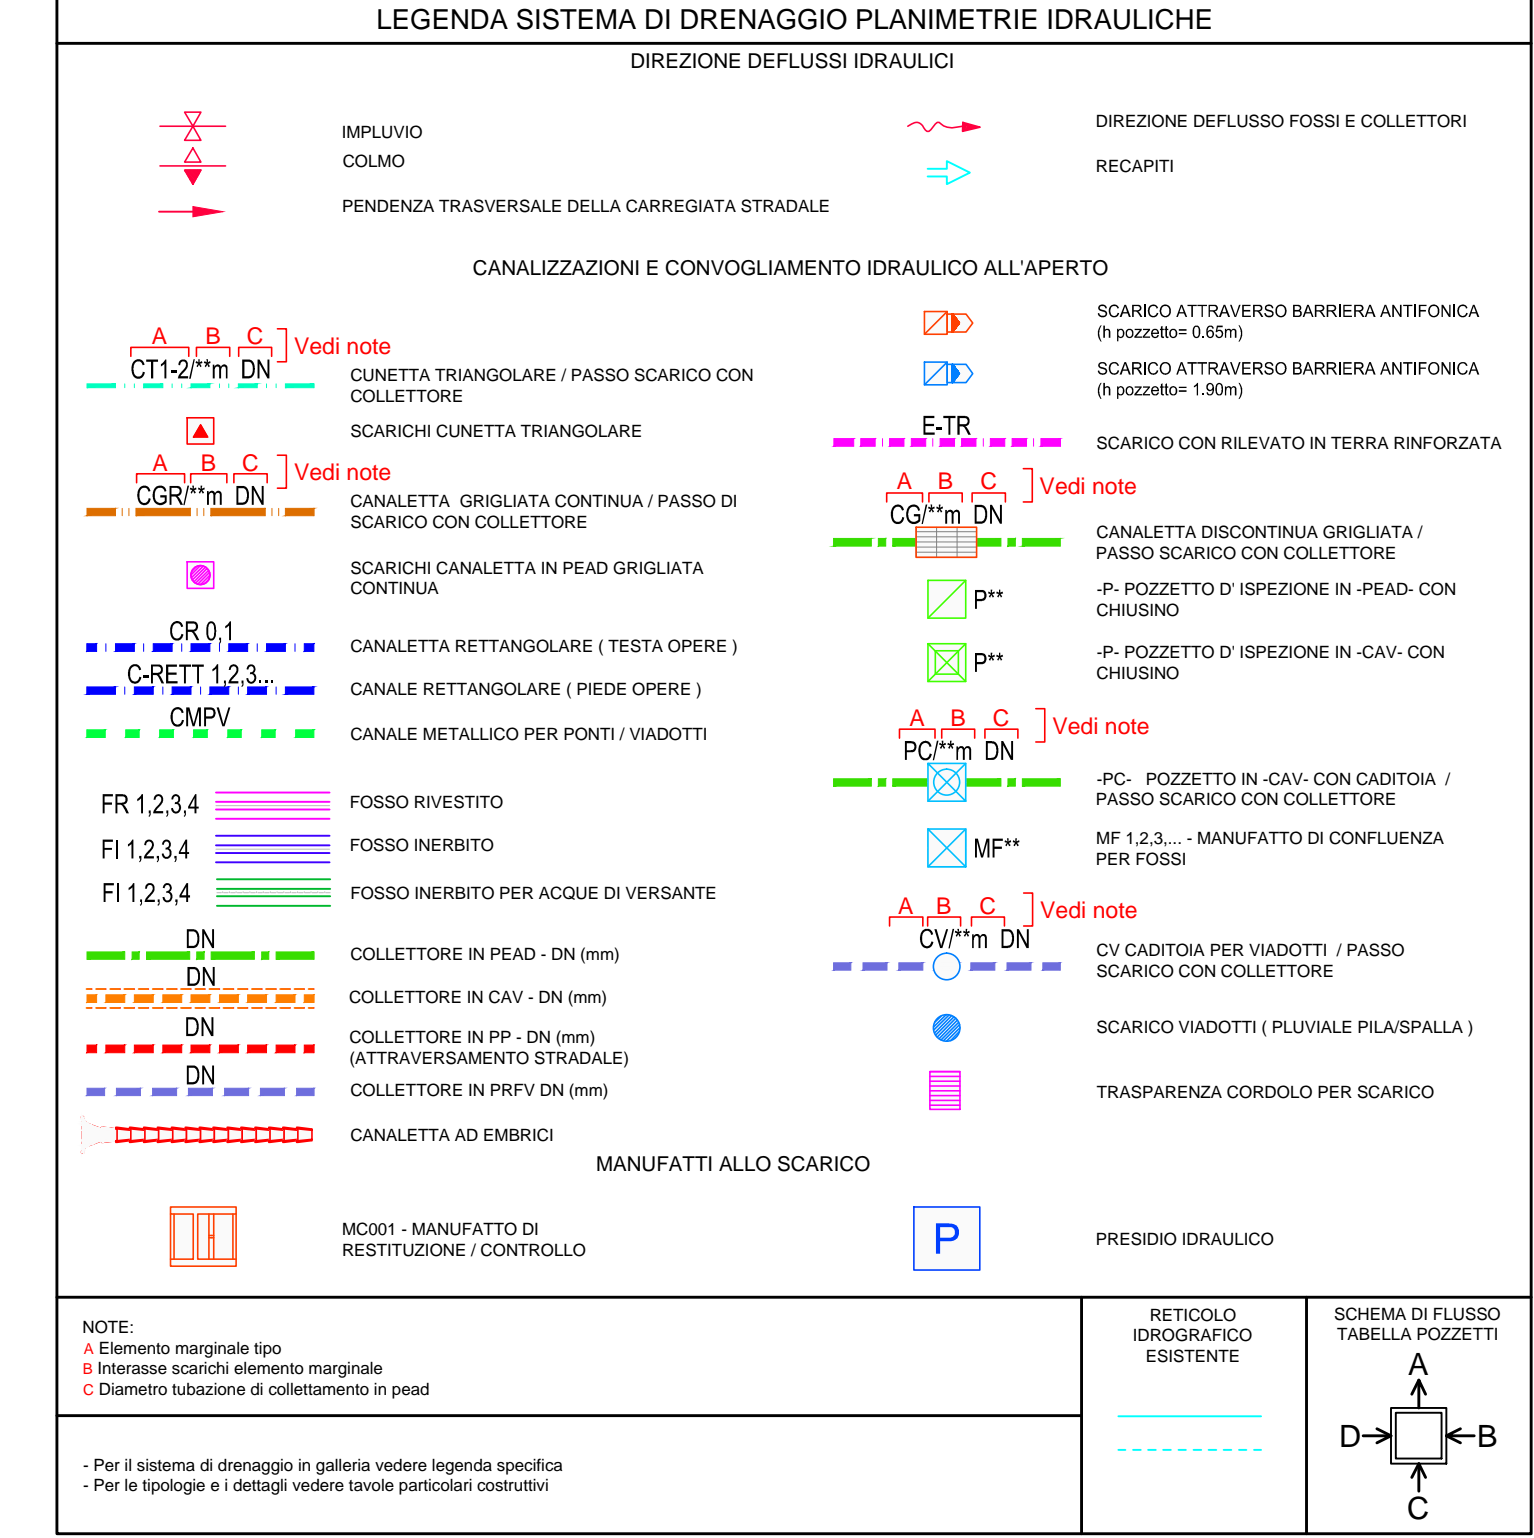 LEGENDA SISTEMA DI DRENAGGIO PLANIMETRIE IDRAULICHE
DIREZIONE DEFLUSSI IDRAULICI
IMPLUVIO
COLMO
PENDENZA TRASVERSALE DELLA CARREGIATA STRADALE
DIREZIONE DEFLUSSO FOSSI E COLLETTORI
RECAPITI
CANALIZZAZIONI E CONVOGLIAMENTO IDRAULICO ALL'APERTO
A B C
Vedi note
CT1-2/**m DN
CUNETTA TRIANGOLARE / PASSO SCARICO CON
COLLETTORE
SCARICHI CUNETTA TRIANGOLARE
A B C
Vedi note
CGR/**m DN
CANALETTA GRIGLIATA CONTINUA / PASSO DI
SCARICO CON COLLETTORE
SCARICHI CANALETTA IN PEAD GRIGLIATA
CONTINUA
CR 0,1
CANALETTA RETTANGOLARE ( TESTA OPERE )
C-RETT 1,2,3...
CANALE RETTANGOLARE ( PIEDE OPERE )
CMPV
CANALE METALLICO PER PONTI / VIADOTTI
FR 1,2,3,4
FOSSO RIVESTITO
FI 1,2,3,4
FOSSO INERBITO
FI 1,2,3,4
FOSSO INERBITO PER ACQUE DI VERSANTE
DN
COLLETTORE IN PEAD - DN (mm)
DN
COLLETTORE IN CAV - DN (mm)
DN
COLLETTORE IN PP - DN (mm)
(ATTRAVERSAMENTO STRADALE)
DN
COLLETTORE IN PRFV DN (mm)
CANALETTA AD EMBRICI
SCARICO ATTRAVERSO BARRIERA ANTIFONICA
(h pozzetto= 0.65m)
SCARICO ATTRAVERSO BARRIERA ANTIFONICA
(h pozzetto= 1.90m)
E-TR
SCARICO CON RILEVATO IN TERRA RINFORZATA
A B C
Vedi note
CG/**m DN
CANALETTA DISCONTINUA GRIGLIATA /
PASSO SCARICO CON COLLETTORE
P**
-P- POZZETTO D' ISPEZIONE IN -PEAD- CON
CHIUSINO
P**
-P- POZZETTO D' ISPEZIONE IN -CAV- CON
CHIUSINO
A B C
Vedi note
PC/**m DN
-PC- POZZETTO IN -CAV- CON CADITOIA /
PASSO SCARICO CON COLLETTORE
MF**
MF 1,2,3,... - MANUFATTO DI CONFLUENZA
PER FOSSI
A B C
Vedi note
CV/**m DN
CV CADITOIA PER VIADOTTI / PASSO
SCARICO CON COLLETTORE
SCARICO VIADOTTI ( PLUVIALE PILA/SPALLA )
TRASPARENZA CORDOLO PER SCARICO
MANUFATTI ALLO SCARICO
MC001 - MANUFATTO DI
RESTITUZIONE / CONTROLLO
P
PRESIDIO IDRAULICO
NOTE:
A Elemento marginale tipo
B Interasse scarichi elemento marginale
C Diametro tubazione di collettamento in pead
- Per il sistema di drenaggio in galleria vedere legenda specifica
- Per le tipologie e i dettagli vedere tavole particolari costruttivi
RETICOLO
IDROGRAFICO
ESISTENTE
SCHEMA DI FLUSSO
TABELLA POZZETTI
A
D B
C